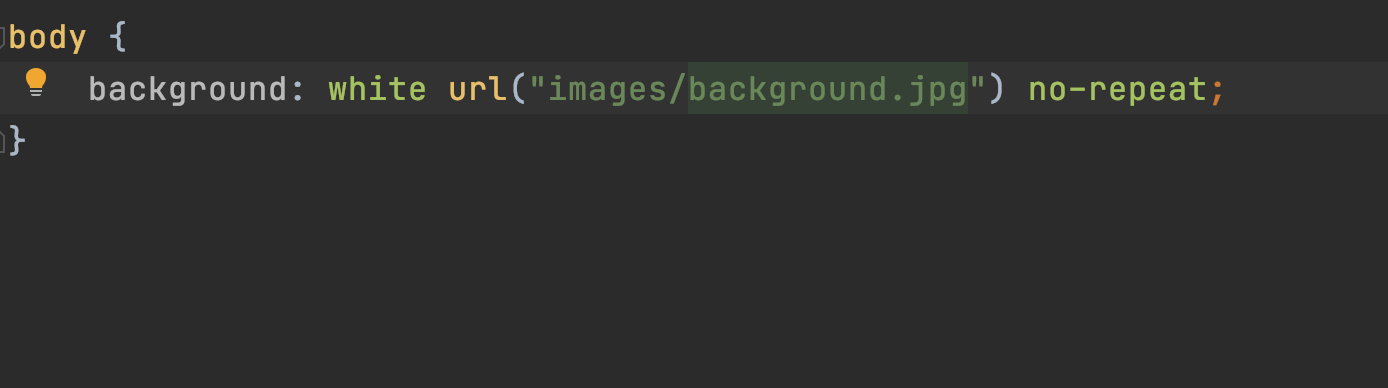 body {
    background: white url("images/background.jpg") no-repeat;
}